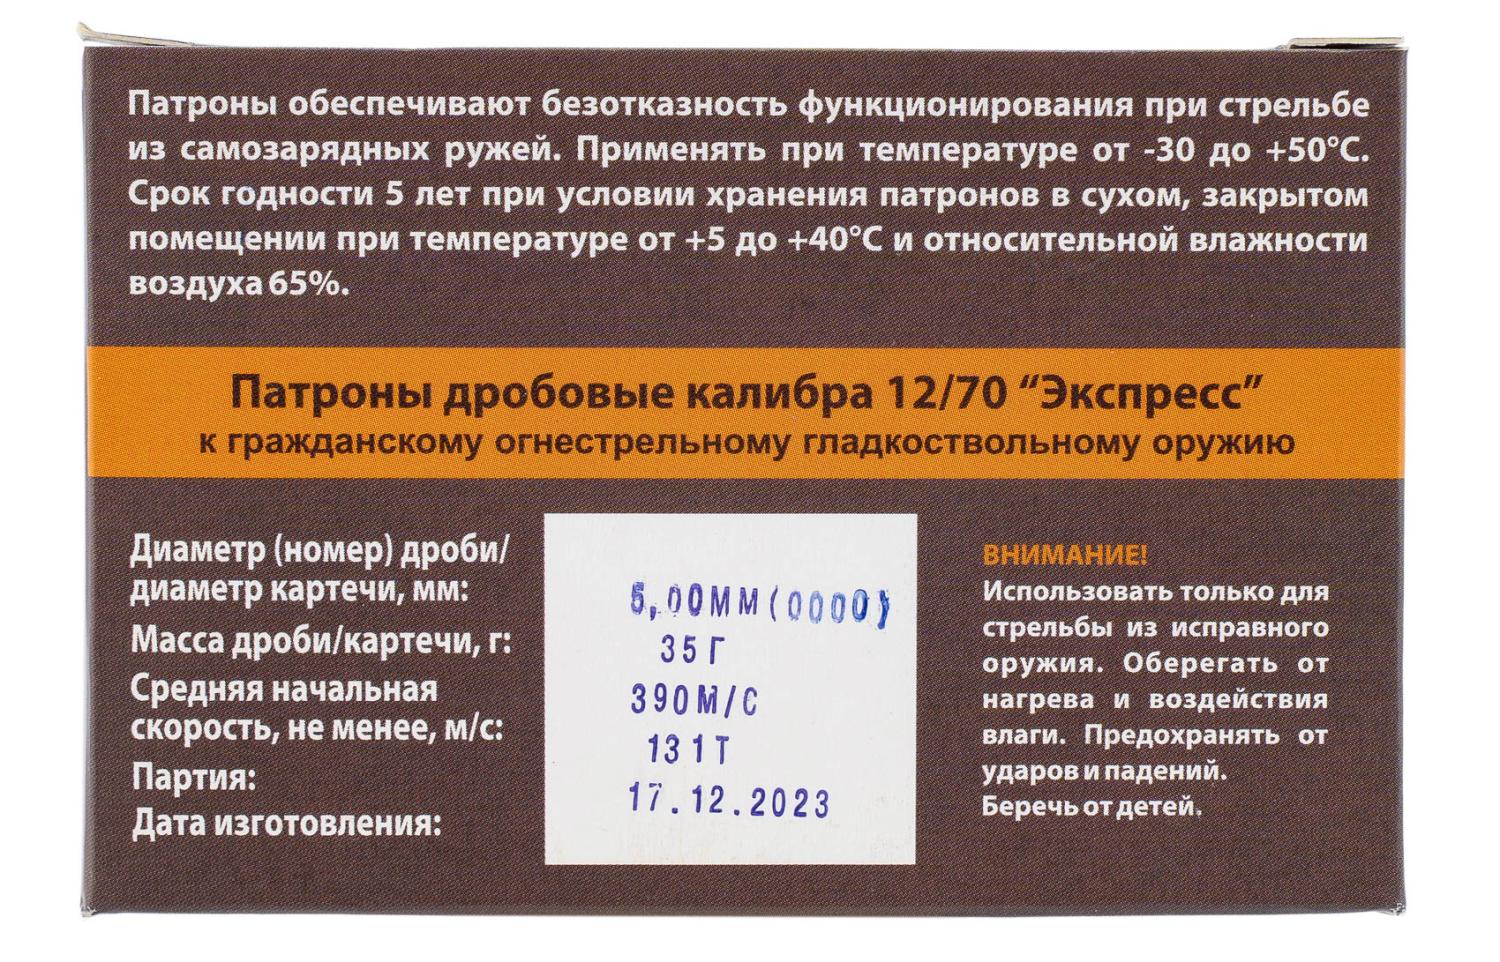 Патроны обеспечивают безотказность функционирования при стрельбе
из самозарядных ружей. Применять при температуре от -30 до +50°С.
Срок годности 5 лет при условии хранения патронов в сухом, закрытом
помещении при температуре от +5 до +40°С и относительной влажности
воздуха 65%.
Патроны дробовые калибра 12/70 “Экспресс”
к гражданскому огнестрельному гладкоствольному оружию
Диаметр (номер) дроби/
диаметр картечи, мм:
Масса дроби/картечи, г:
Средняя начальная
скорость, не менее, м/с:
Партия:
Дата изготовления:
5,00ММ(0000)
35Г
390М/С
131Т
17.12.2023
ВНИМАНИЕ!
Использовать только для
стрельбы из исправного
оружия. Оберегать от
нагрева и воздействия
влаги. Предохранять от
ударов и падений.
Беречь от детей.